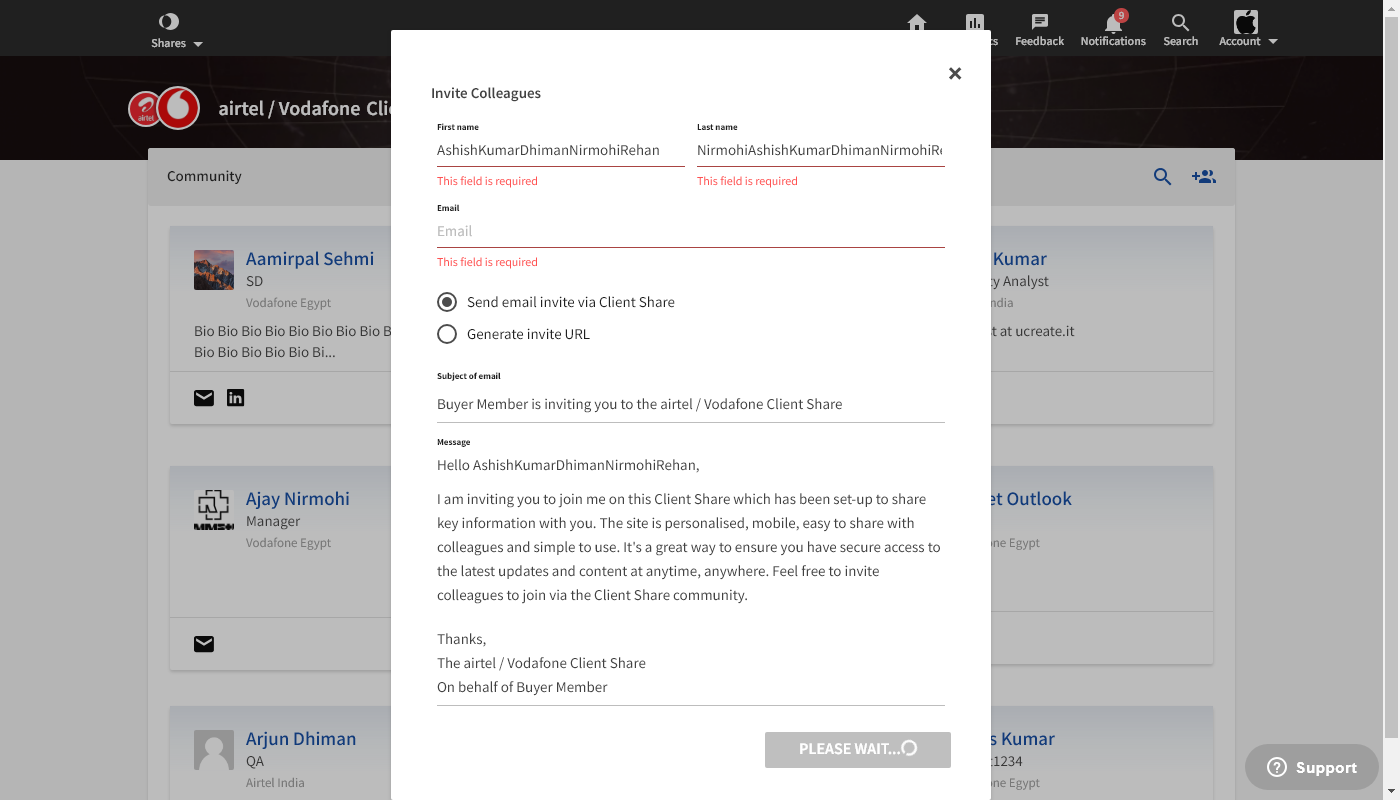 Shares
cs
Feedback
9
Notifications
Search
Account
airtel
airtel / Vodafone Clie
Invite Colleagues
First name
Last name
AshishKumarDhimanNirmohiRehan
NirmohiAshishKumarDhimanNirmohiRe
This field is required
This field is required
Email
Email
This field is required
Send email invite via Client Share
Generate invite URL
Subject of email
Buyer Member is inviting you to the airtel / Vodafone Client Share
Message
Hello AshishKumarDhimanNirmohiRehan,
I am inviting you to join me on this Client Share which has been set-up to share
key information with you. The site is personalised, mobile, easy to share with
colleagues and simple to use. It's a great way to ensure you have secure access to
the latest updates and content at anytime, anywhere. Feel free to invite
colleagues to join via the Client Share community.
Thanks,
The airtel / Vodafone Client Share
On behalf of Buyer Member
PLEASE WAIT...
Community
Aamirpal Sehmi
SD
Vodafone Egypt
Bio Bio Bio Bio Bio Bio Bio Bio B
Bio Bio Bio Bio Bio Bi...
in
Kumar
y Analyst
ndia
t at ucreate.it
Ajay Nirmohi
Manager
Vodafone Egypt
et Outlook
ne Egypt
Arjun Dhiman
QA
Airtel India
s Kumar
t1234
ne Egypt
Support